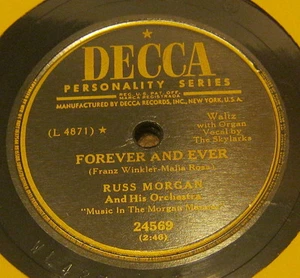 DECCA
PERSONALITY SERIES
REG. U.S. PAT. OFF.
MARCA REGISTRADA
MANUFACTURED BY DECCA RECORDS, INC., NEW YORK, U.S.A.
(L 4871) ★
Waltz
with Organ
Vocal by
The Skylarks
FOREVER AND EVER
(Franz Winkler-Malia Rosa)
RUSS MORGAN
And His Orchestra
"Music In The Morgan Manner"
24569
(2:46)